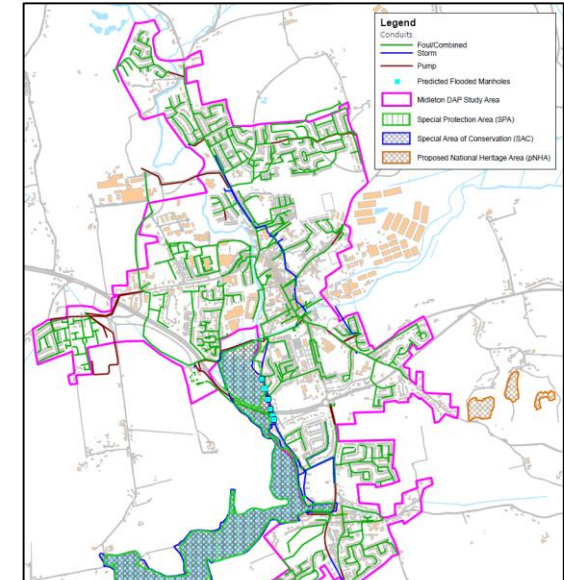 Legend
Conduits
Foul/Combined
Storm
Pump
Predicted Flooded Manholes
Midleton DAP Study Area
Special Protection Area (SPA)
Special Area of Conservation (SAC)
Proposed National Heritage Area (pNHA)